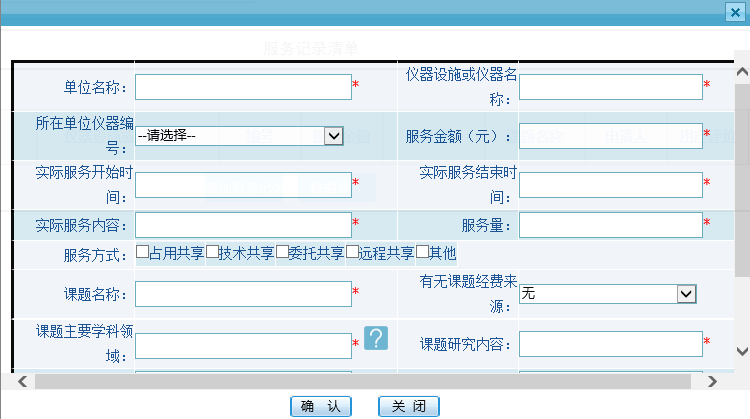 服务记录清单
单位名称： * 仪器设施或仪器名
称： *
所在单位仪器编
号： --请选择-- 服务金额（元）： *
实际服务开始时
间： * 实际服务结束时
间： *
实际服务内容： * 服务量： *
服务方式： 占用共享 技术共享 委托共享 远程共享 其他
课题名称： * 有无课题经费来
源： 无
课题主要学科领
域： * ? 课题研究内容： *
确 认 关 闭